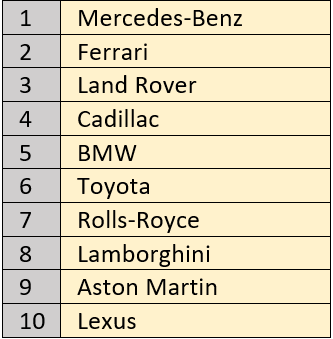 1 Mercedes-Benz
2 Ferrari
3 Land Rover
4 Cadillac
5 BMW
6 Toyota
7 Rolls-Royce
8 Lamborghini
9 Aston Martin
10 Lexus